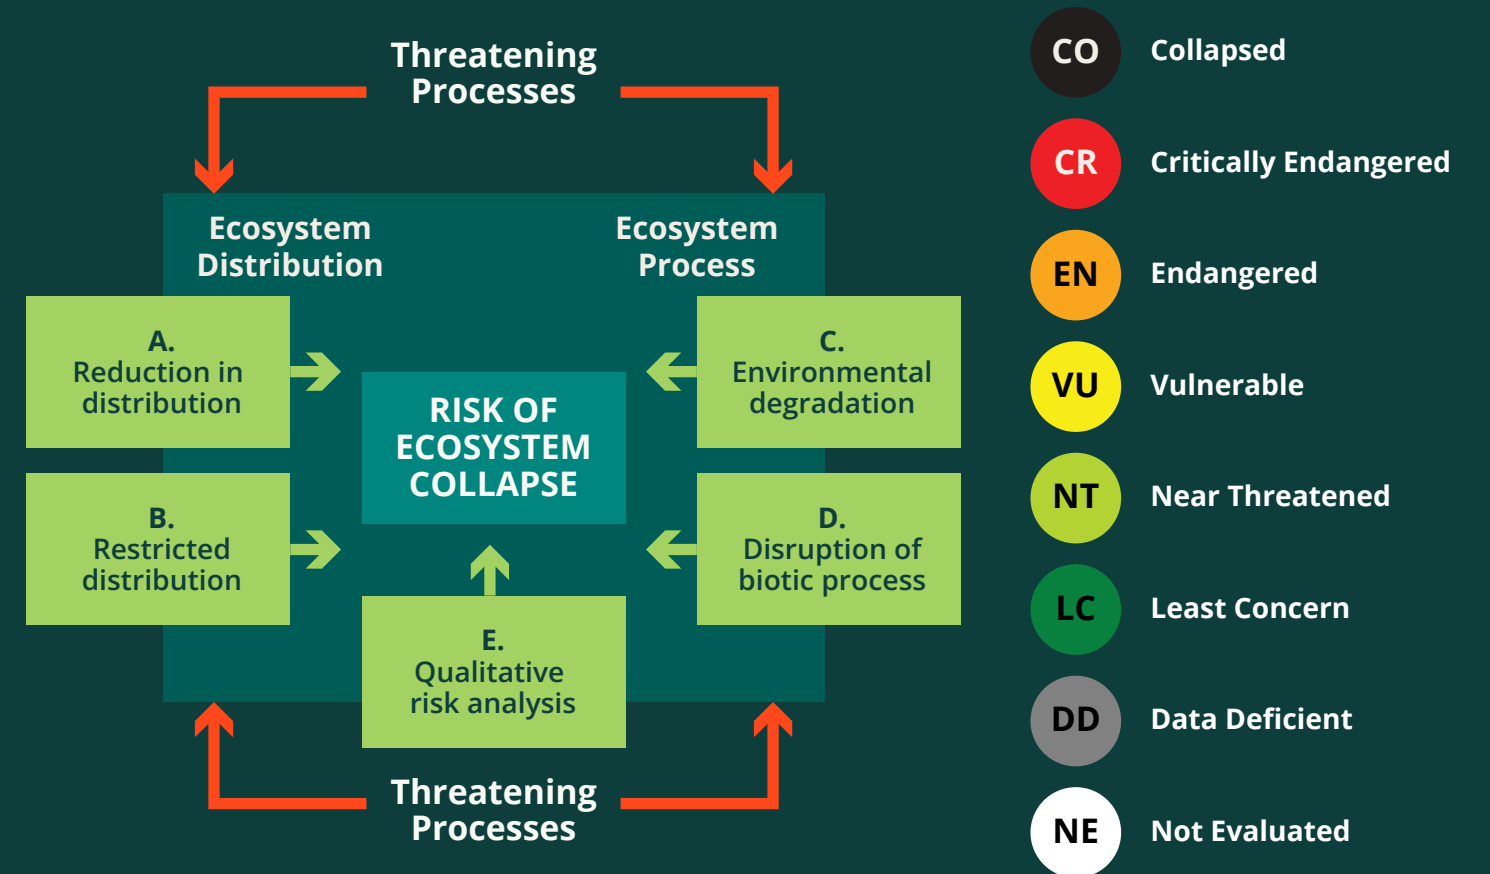 Threatening
Processes
Ecosystem
Distribution
Ecosystem
Process
A.
Reduction in
distribution
B.
Restricted
distribution
RISK OF
ECOSYSTEM
COLLAPSE
C.
Environmental
degradation
D.
Disruption of
biotic process
E.
Qualitative
risk analysis
Threatening
Processes
CO Collapsed
CR Critically Endangered
EN Endangered
VU Vulnerable
NT Near Threatened
LC Least Concern
DD Data Deficient
NE Not Evaluated